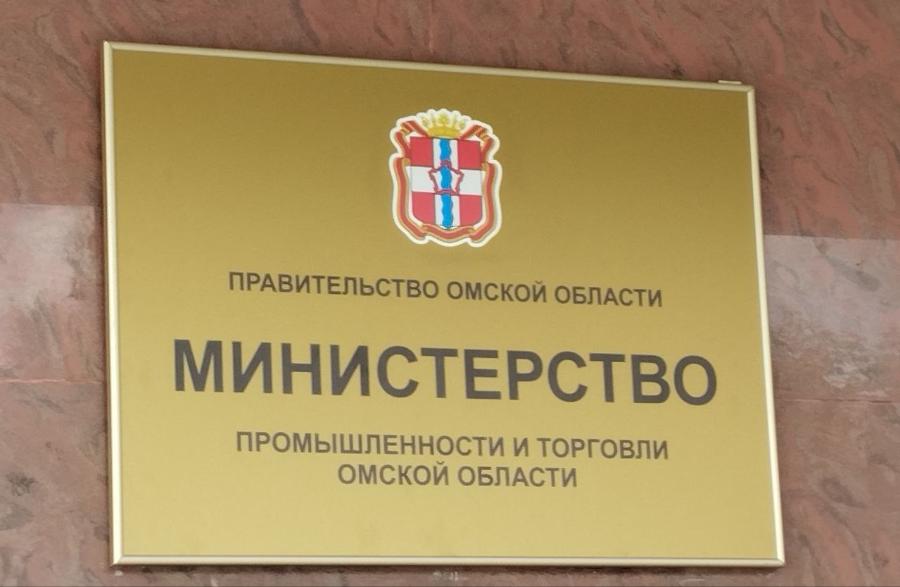 ПРАВИТЕЛЬСТВО ОМСКОЙ ОБЛАСТИ
МИНИСТЕРСТВО
ПРОМЫШЛЕННОСТИ И ТОРГОВЛИ
ОМСКОЙ ОБЛАСТИ